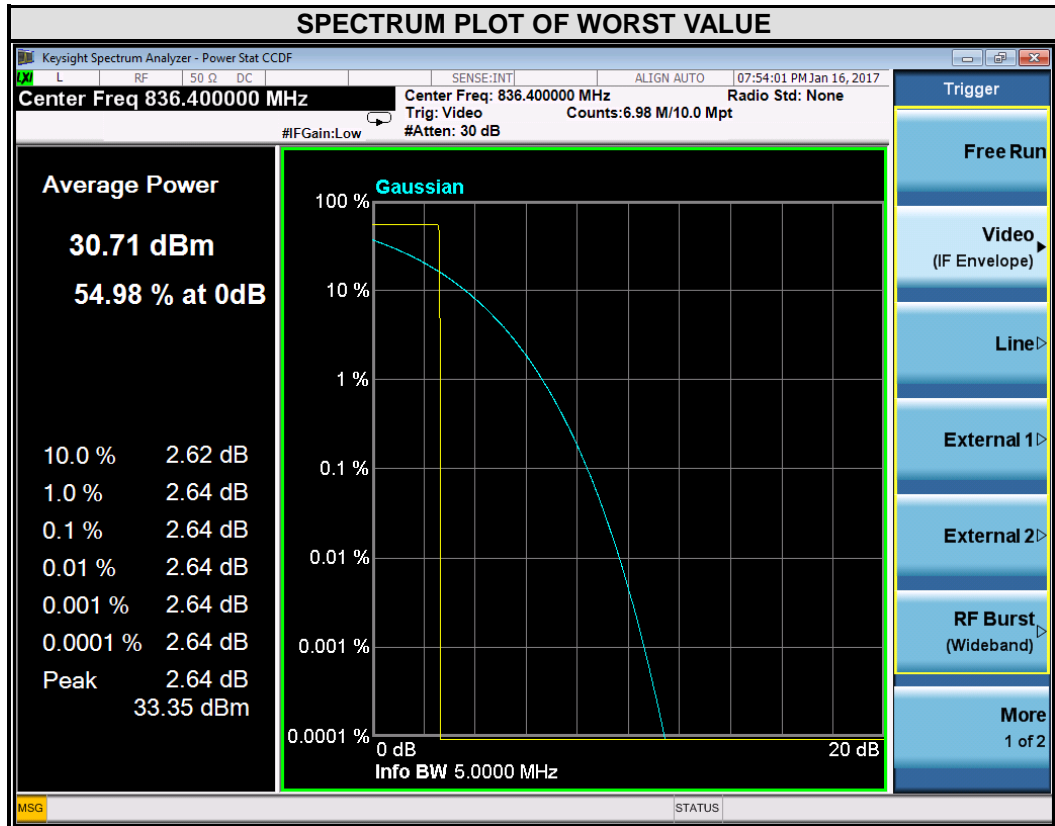 SPECTRUM PLOT OF WORST VALUE
Keysight Spectrum Analyzer - Power Stat CCDF
LXI L RF 50 Ω DC SENSE:INT ALIGN AUTO 07:54:01 PM Jan 16, 2017
Center Freq 836.400000 MHz
Center Freq: 836.400000 MHz Radio Std: None
Trig: Video Counts:6.98 M/10.0 Mpt
#IFGain:Low #Atten: 30 dB
Average Power
30.71 dBm
54.98 % at 0dB
10.0 % 2.62 dB
1.0 % 2.64 dB
0.1 % 2.64 dB
0.01 % 2.64 dB
0.001 % 2.64 dB
0.0001 % 2.64 dB
Peak 2.64 dB
33.35 dBm
Gaussian
100 %
10 %
1 %
0.1 %
0.01 %
0.001 %
0.0001 %
0 dB 20 dB
Info BW 5.0000 MHz
Trigger
Free Run
Video
(IF Envelope)
Line
External 1
External 2
RF Burst
(Wideband)
More
1 of 2
MSG STATUS